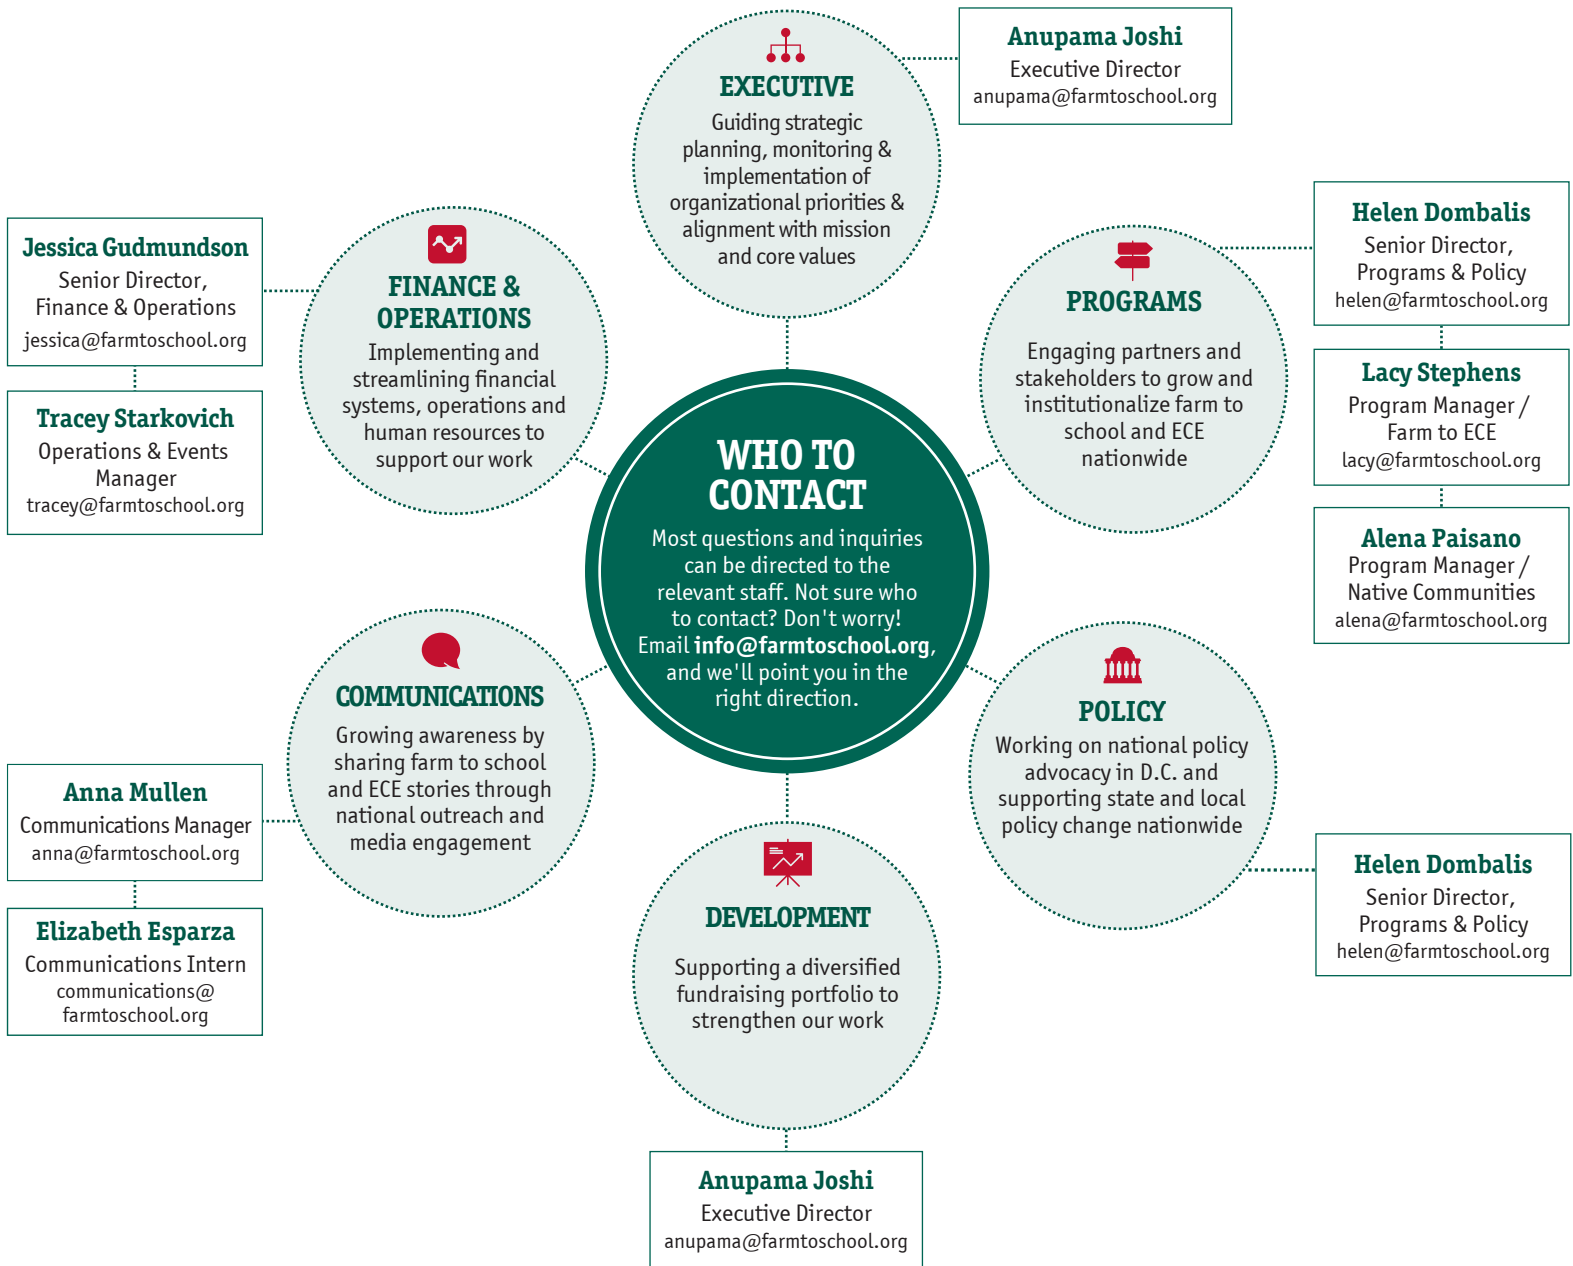 EXECUTIVE
Guiding strategic
planning, monitoring &
implementation of
organizational priorities &
alignment with mission
and core values
Anupama Joshi
Executive Director
anupama@farmtoschool.org
PROGRAMS
Engaging partners and
stakeholders to grow and
institutionalize farm to
school and ECE
nationwide
Helen Dombalis
Senior Director,
Programs & Policy
helen@farmtoschool.org
Lacy Stephens
Program Manager /
Farm to ECE
lacy@farmtoschool.org
Alena Paisano
Program Manager /
Native Communities
alena@farmtoschool.org
FINANCE &
OPERATIONS
Implementing and
streamlining financial
systems, operations and
human resources to
support our work
Jessica Gudmundson
Senior Director,
Finance & Operations
jessica@farmtoschool.org
Tracey Starkovich
Operations & Events
Manager
tracey@farmtoschool.org
WHO TO
CONTACT
Most questions and inquiries
can be directed to the
relevant staff. Not sure who
to contact? Don't worry!
Email info@farmtoschool.org,
and we'll point you in the
right direction.
COMMUNICATIONS
Growing awareness by
sharing farm to school
and ECE stories through
national outreach and
media engagement
Anna Mullen
Communications Manager
anna@farmtoschool.org
Elizabeth Esparza
Communications Intern
communications@
farmtoschool.org
POLICY
Working on national policy
advocacy in D.C. and
supporting state and local
policy change nationwide
Helen Dombalis
Senior Director,
Programs & Policy
helen@farmtoschool.org
DEVELOPMENT
Supporting a diversified
fundraising portfolio to
strengthen our work
Anupama Joshi
Executive Director
anupama@farmtoschool.org